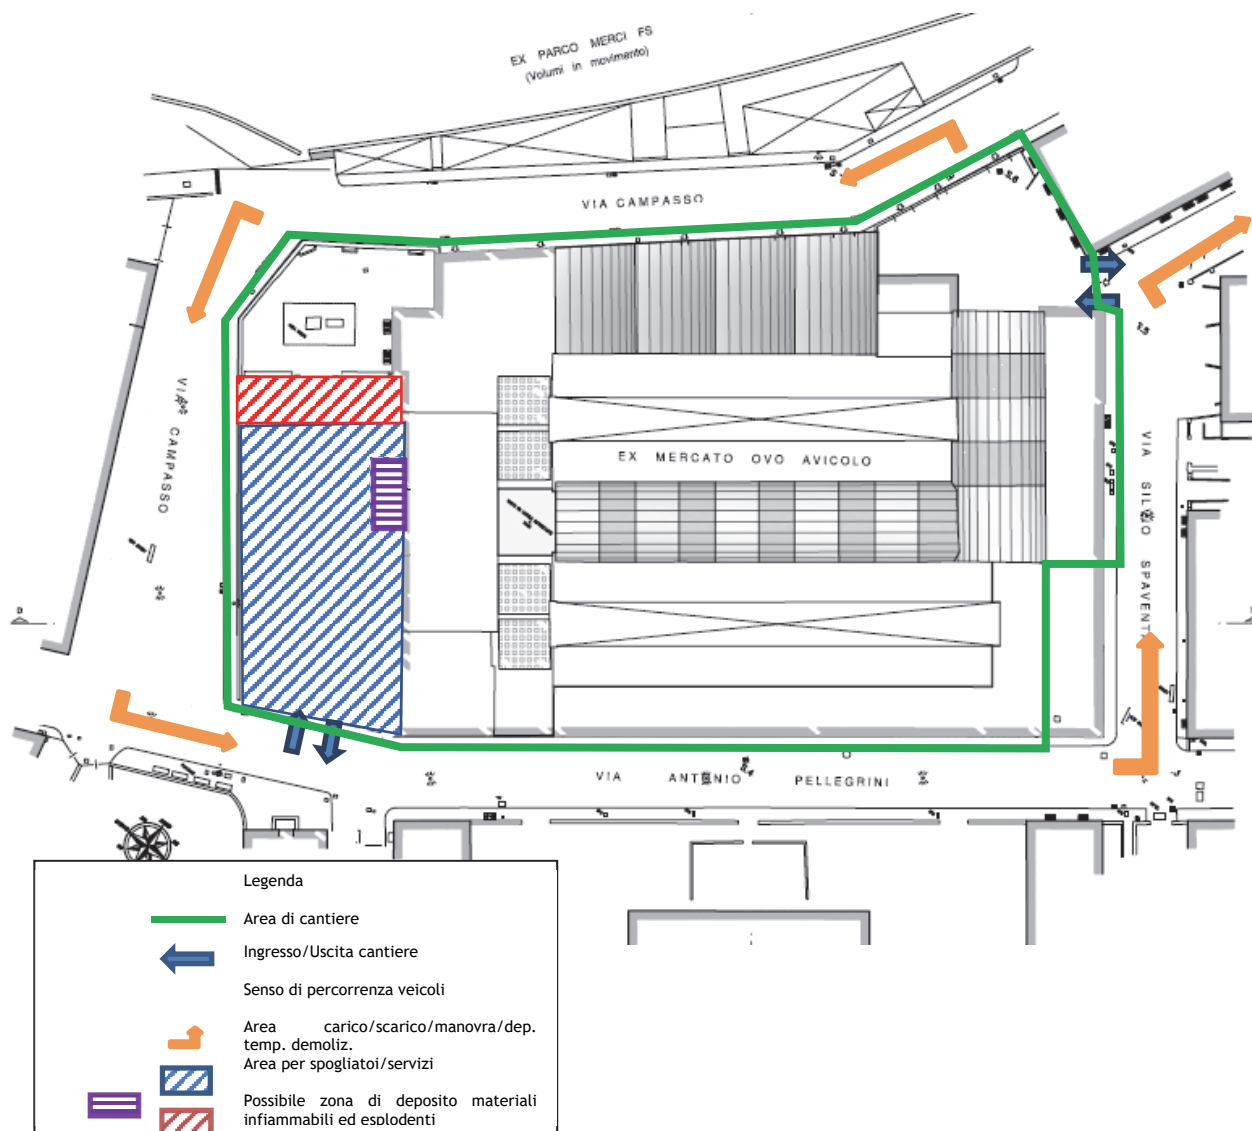 EX PARCO MERCI FS
(Volumi in movimento)
VIA CAMPASSO
VIA CAMPASSO
EX MERCATO OVO AVICOLO
VIA SILVIO SPAVENTA
VIA ANTONIO PELLEGRINI
Legenda
Area di cantiere
Ingresso/Uscita cantiere
Senso di percorrenza veicoli
Area carico/scarico/manovra/dep.
temp. demoliz.
Area per spogliatoi/servizi
Possibile zona di deposito materiali
infiammabili ed esplodenti